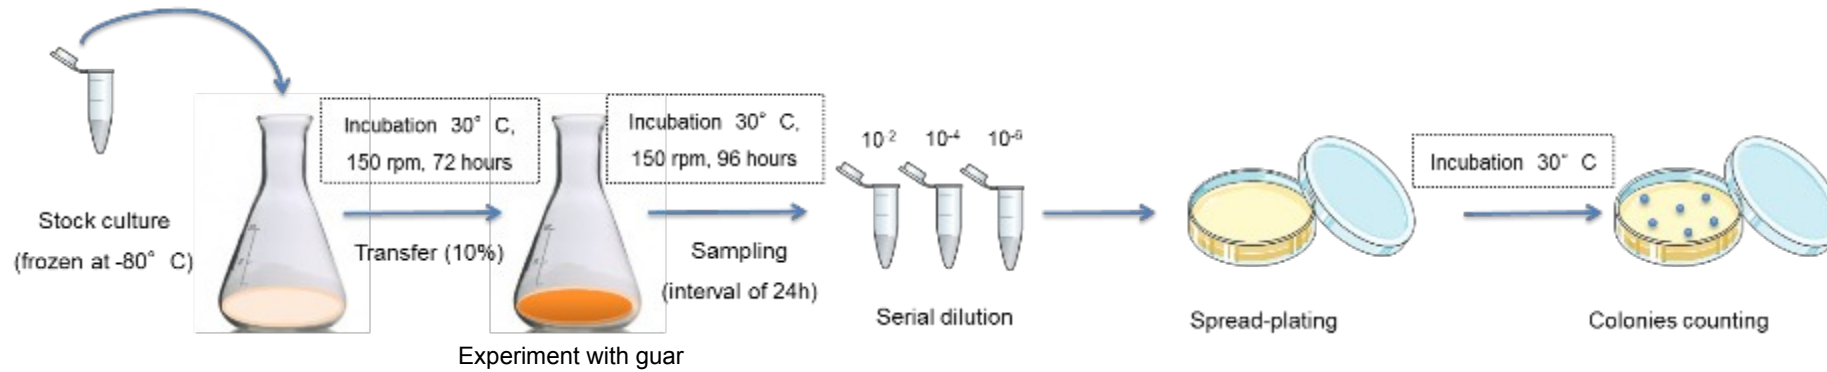 Stock culture
(frozen at -80° C)
Incubation 30° C,
150 rpm, 72 hours
Transfer (10%)
Experiment with guar
Incubation 30° C,
150 rpm, 96 hours
Sampling
(interval of 24h)
10-2 10-4 10-6
Serial dilution
Spread-plating
Incubation 30° C
Colonies counting